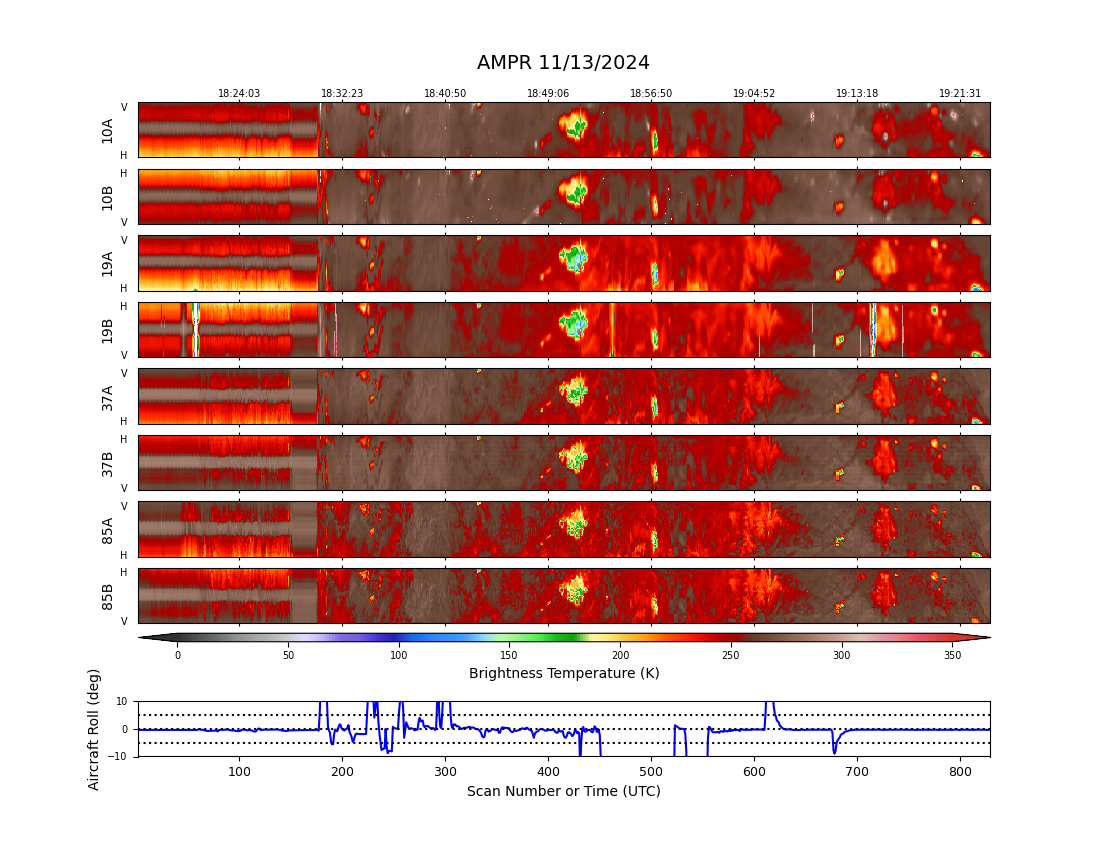 AMPR 11/13/2024
18:24:03 18:32:23 18:40:50 18:49:06 18:56:50 19:04:52 19:13:18 19:21:31
V
10A
H
H
10B
V
V
19A
H
H
19B
V
V
37A
H
H
37B
V
V
85A
H
H
85B
V
0 50 100 150 200 250 300 350
Brightness Temperature (K)
Aircraft Roll (deg)
10
0
−10
100 200 300 400 500 600 700 800
Scan Number or Time (UTC)